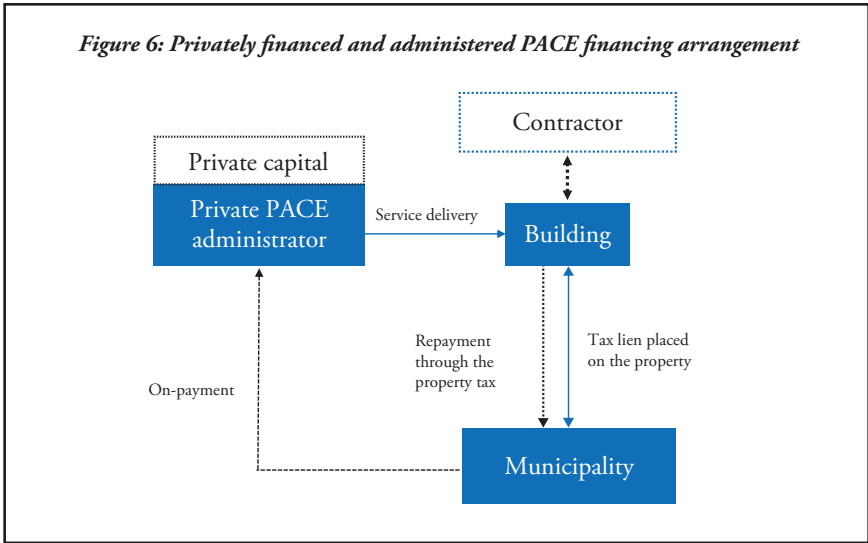 Figure 6: Privately financed and administered PACE financing arrangement
Contractor
Private capital
Private PACE
administrator
Service delivery
Building
Repayment
through the
property tax
Tax lien placed
on the property
On-payment
Municipality